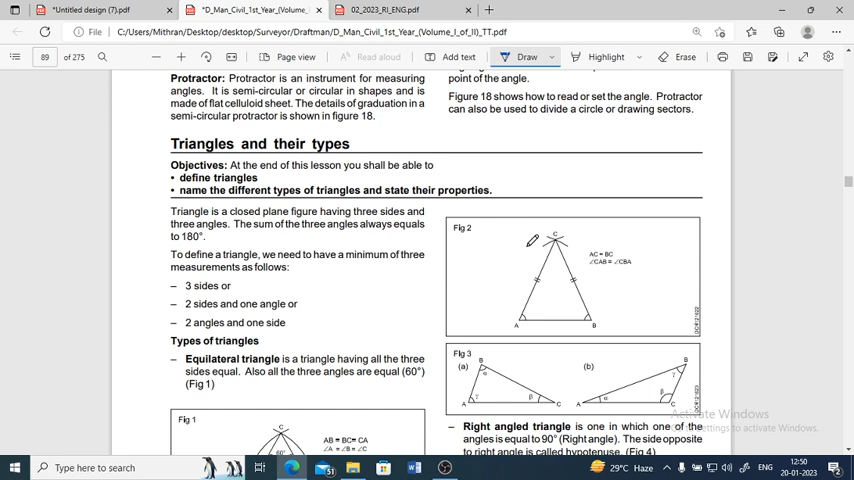 *Untitled design (7).pdf
*D_Man_Civil_1st_Year_(Volume_I_
02_2023_RI_ENG.pdf
File
C:/Users/Mithran/Desktop/desktop/Surveyor/Draftman/D_Man_Civil_1st_Year_(Volume_I_of_II)_TT.pdf
89 of 275
Page view
Read aloud
Add text
Draw
Highlight
Erase
Protractor: Protractor is an instrument for measuring
angles. It is semi-circular or circular in shapes and is
made of flat celluloid sheet. The details of graduation in a
semi-circular protractor is shown in figure 18.
point of the angle.
Figure 18 shows how to read or set the angle. Protractor
can also be used to divide a circle or drawing sectors.
Triangles and their types
Objectives: At the end of this lesson you shall be able to
• define triangles
• name the different types of triangles and state their properties.
Triangle is a closed plane figure having three sides and
three angles. The sum of the three angles always equals
to 180°.
To define a triangle, we need to have a minimum of three
measurements as follows:
– 3 sides or
– 2 sides and one angle or
– 2 angles and one side
Types of triangles
– Equilateral triangle is a triangle having all the three
sides equal. Also all the three angles are equal (60°)
(Fig 1)
Fig 1
C
60°
AB = BC= CA
∠A = ∠B = ∠C
Fig 2
C
AC = BC
∠CAB = ∠CBA
A
B
Fig 3
(a)
B
α
A
γ
β
C
(b)
B
γ
A
α
β
C
– Right angled triangle is one in which one of the
angles is equal to 90° (Right angle). The side opposite
to right angle is called hypotenuse. (Fig 4)
Activate Windows
Go to Settings to activate Windows.
Type here to search
51
29°C Haze
ENG
12:50
20-01-2023
2